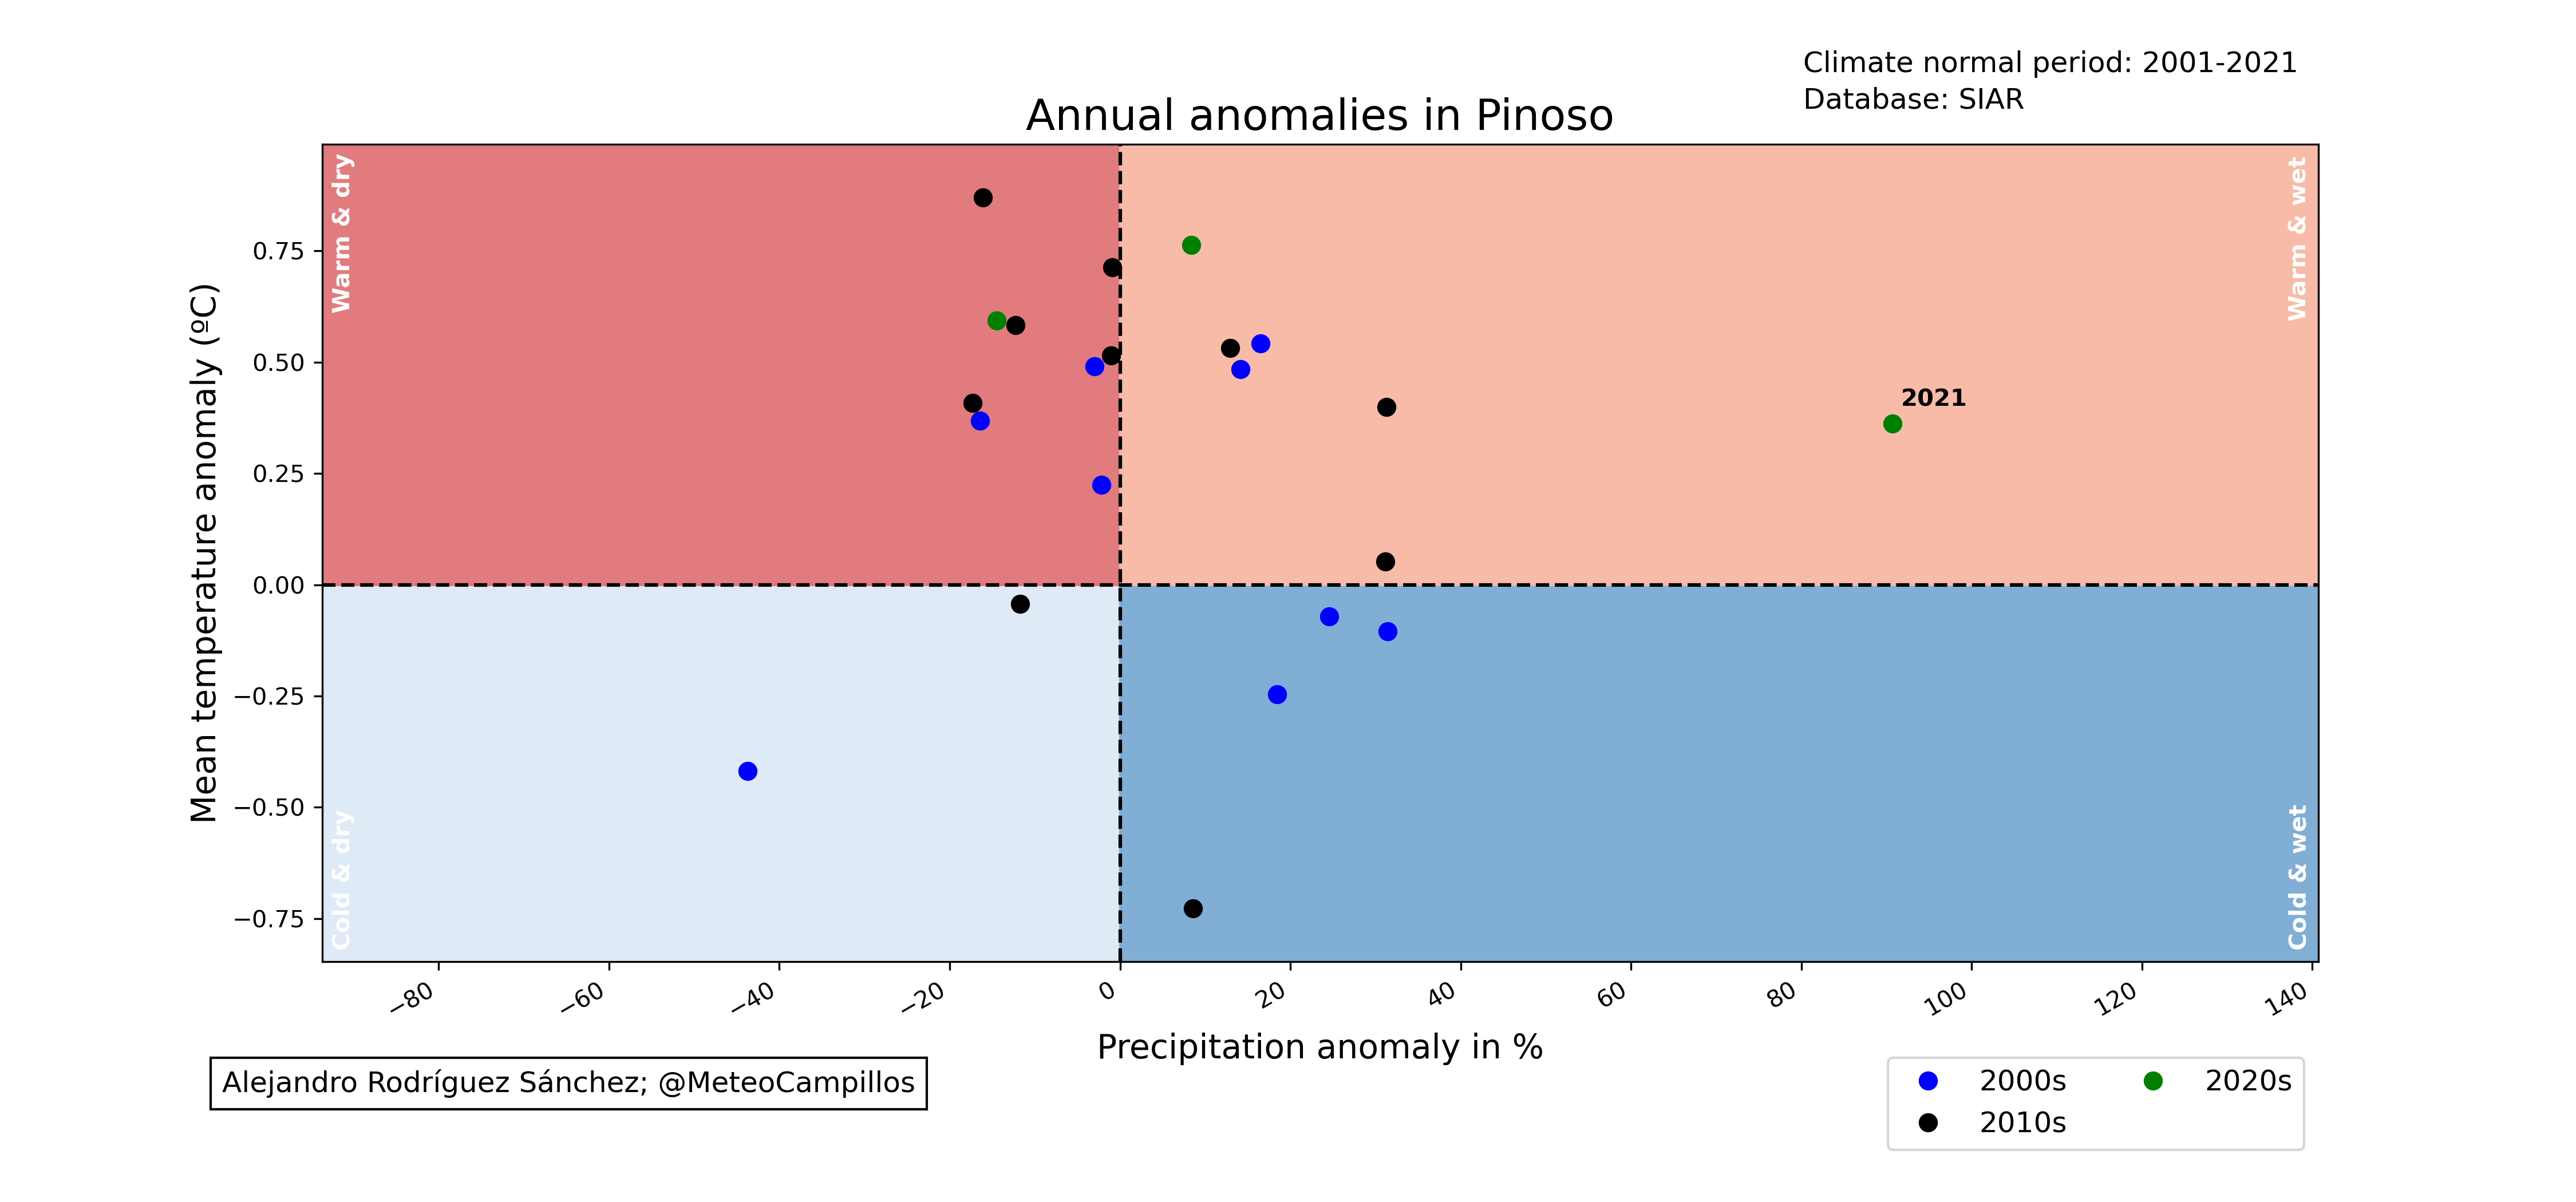 Climate normal period: 2001-2021
Database: SIAR
Annual anomalies in Pinoso
Warm & dry
Warm & wet
Cold & dry
Cold & wet
2021
Mean temperature anomaly (ºC)
0.75
0.50
0.25
0.00
−0.25
−0.50
−0.75
−80
−60
−40
−20
0
20
40
60
80
100
120
140
Precipitation anomaly in %
Alejandro Rodríguez Sánchez; @MeteoCampillos
2000s
2010s
2020s